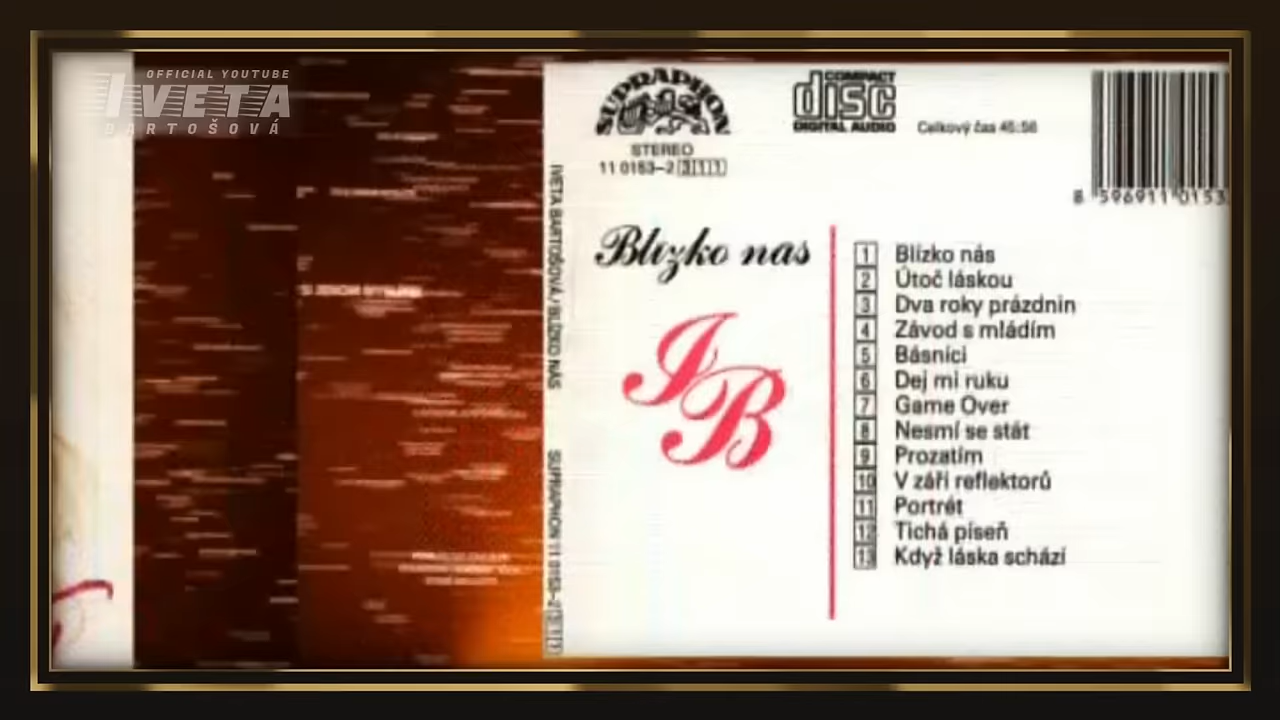 OFFICIAL YOUTUBE
IVETA
BARTOŠOVÁ
SUPRAPHON
STEREO
11 0153–2 311
COMPACT
disc
DIGITAL AUDIO
Celkový čas 45:56
8 596911 0153
IVETA BARTOŠOVÁ / BLÍZKO NÁS
SUPRAPHON 11 0153–2 311
Blízko nás
IB
1 Blízko nás
2 Útoč láskou
3 Dva roky prázdnin
4 Závod s mládím
5 Básníci
6 Dej mi ruku
7 Game Over
8 Nesmí se stát
9 Prozatím
10 V záři reflektorů
11 Portrét
12 Tichá píseň
13 Když láska schází